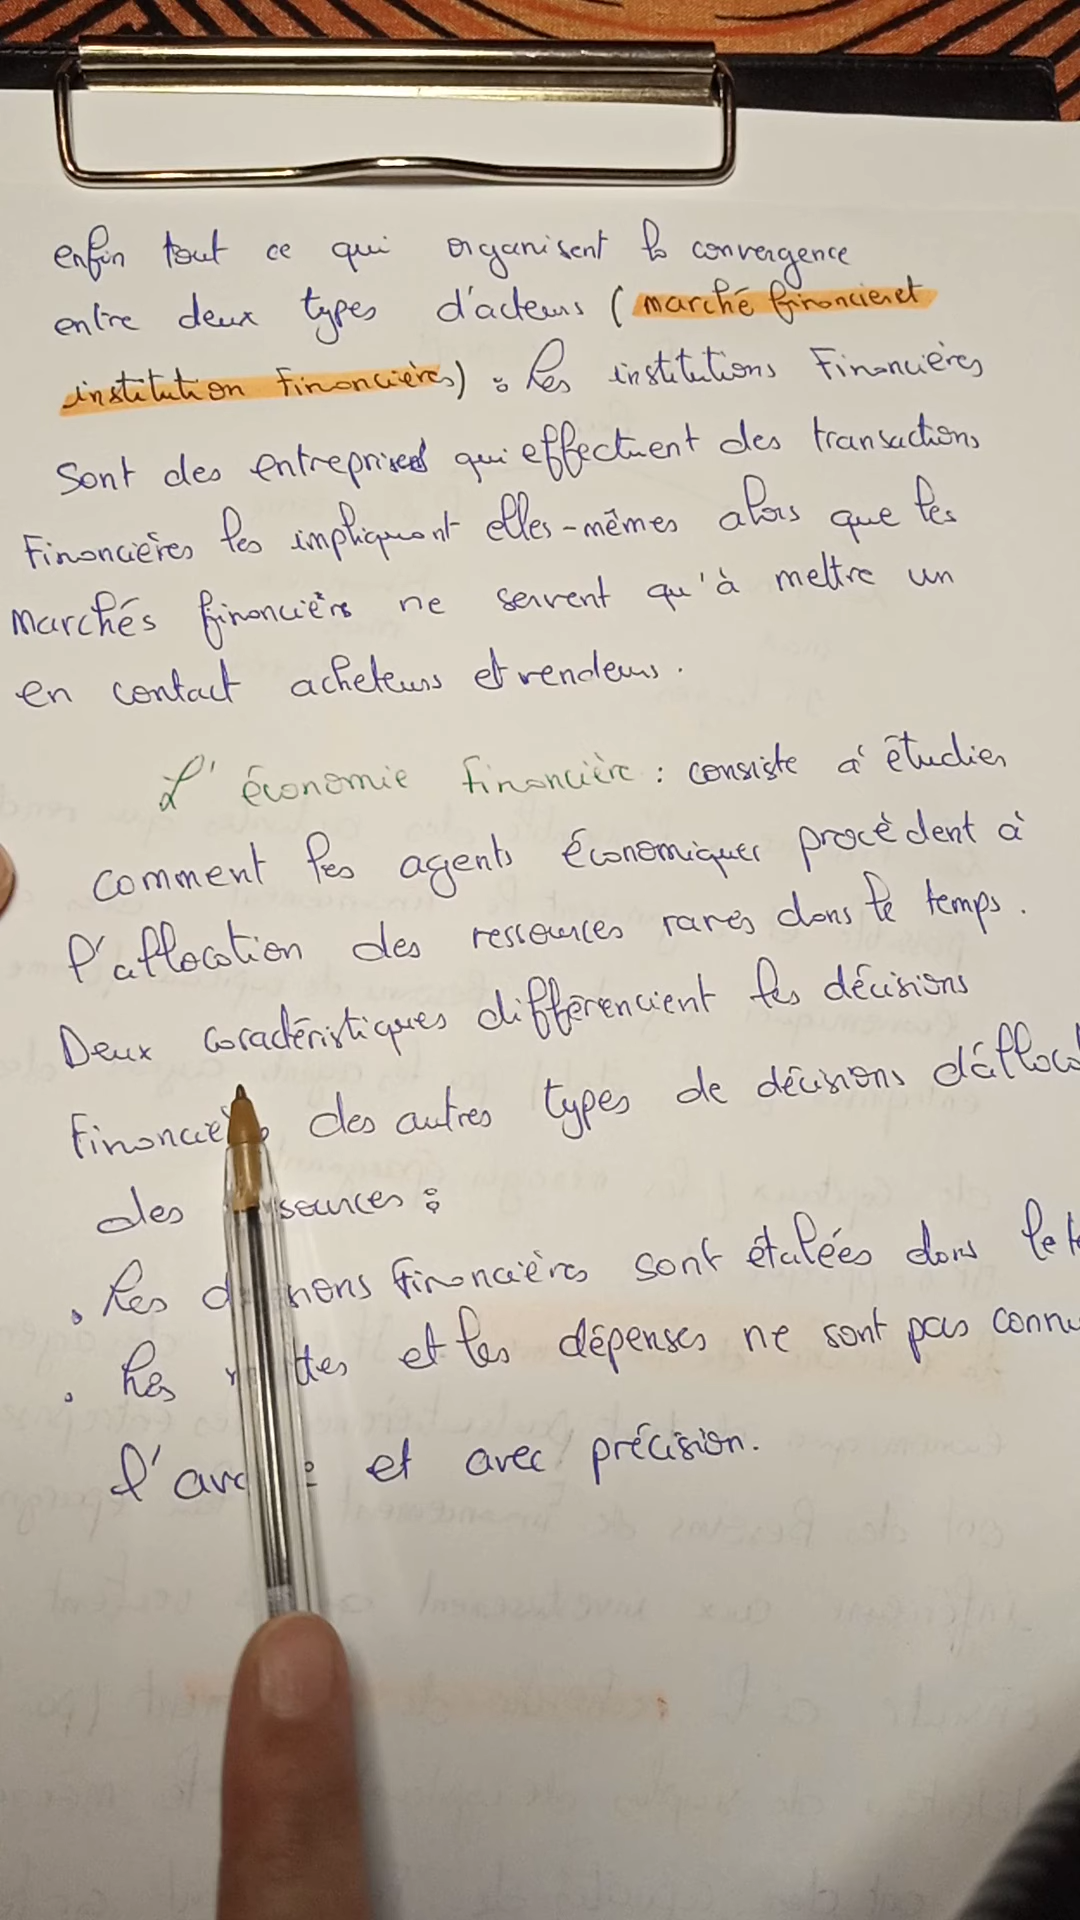 enfin tout ce qui organisent la convergence
entre deux types d'acteurs (marché financier et
institution Financières) : Les institutions Financières
Sont des entreprises qui effectuent des transactions
Financières les impliquant elles-mêmes alors que les
Marchés financièrs ne servent qu'à mettre un
en contact acheteurs et vendeurs.
L'économie Financière : consiste à étudier
comment les agents économiques procèdent à
l'allocation des ressources rares dans le temps.
Deux caractéristiques différencient les décisions
des autres types de décisions d'alloca
des
. Les Financières sont étalées dans le te
. Les et les dépenses ne sont pas connu
et avec précision.